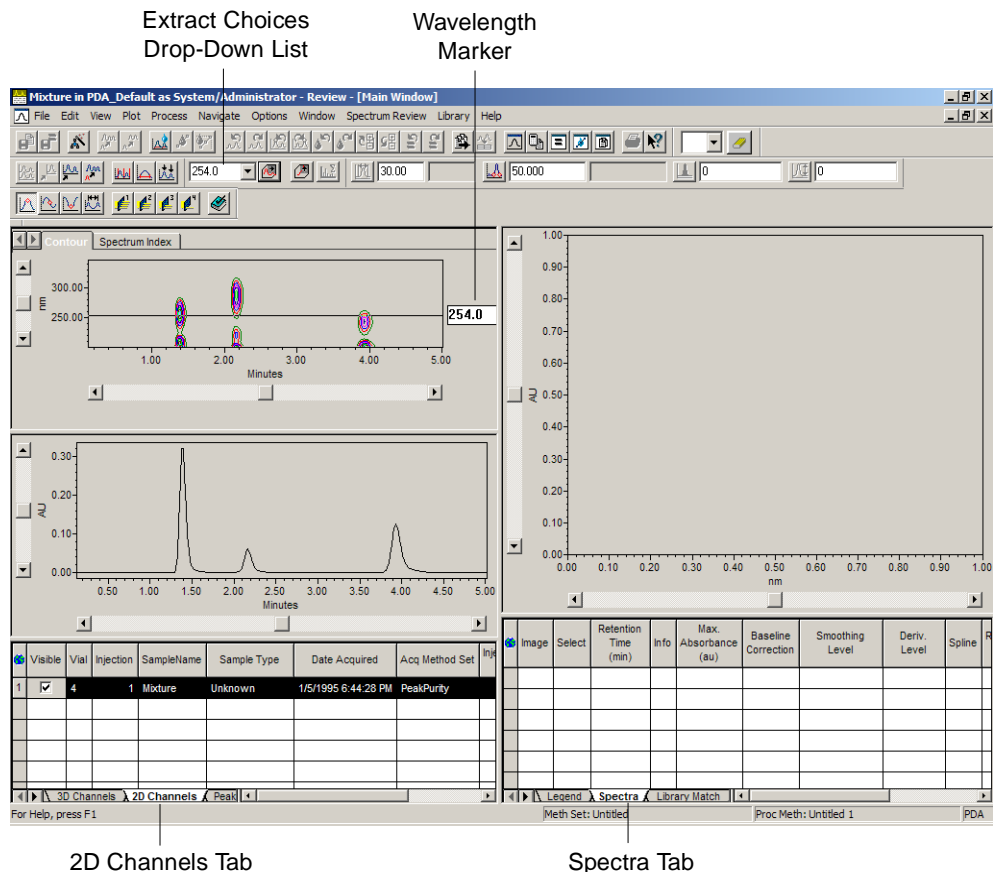 Extract Choices
Drop-Down List
Wavelength
Marker
Mixture in PDA_Default as System/Administrator - Review - [Main Window]
File Edit View Plot Process Navigate Options Window Spectrum Review Library Help
254.0 30.00 50.000 0 0
Contour Spectrum Index
300.00
250.00
nm
254.0
1.00 2.00 3.00 4.00 5.00
Minutes
0.30
0.20
0.10
0.00
AU
0.50 1.00 1.50 2.00 2.50 3.00 3.50 4.00 4.50 5.00
Minutes
1.00
0.90
0.80
0.70
0.60
0.50
0.40
0.30
0.20
0.10
0.00
AU
0.00 0.10 0.20 0.30 0.40 0.50 0.60 0.70 0.80 0.90 1.00
nm
Visible Vial Injection SampleName Sample Type Date Acquired Acq Method Set Inje
1 4 1 Mixture Unknown 1/5/1995 6:44:28 PM PeakPurity
3D Channels 2D Channels Peak
Image Select Retention Time (min) Info Max. Absorbance (au) Baseline Correction Smoothing Level Deriv. Level Spline R
Legend Spectra Library Match
For Help, press F1 Meth Set: Untitled Proc Meth: Untitled 1 PDA
2D Channels Tab
Spectra Tab